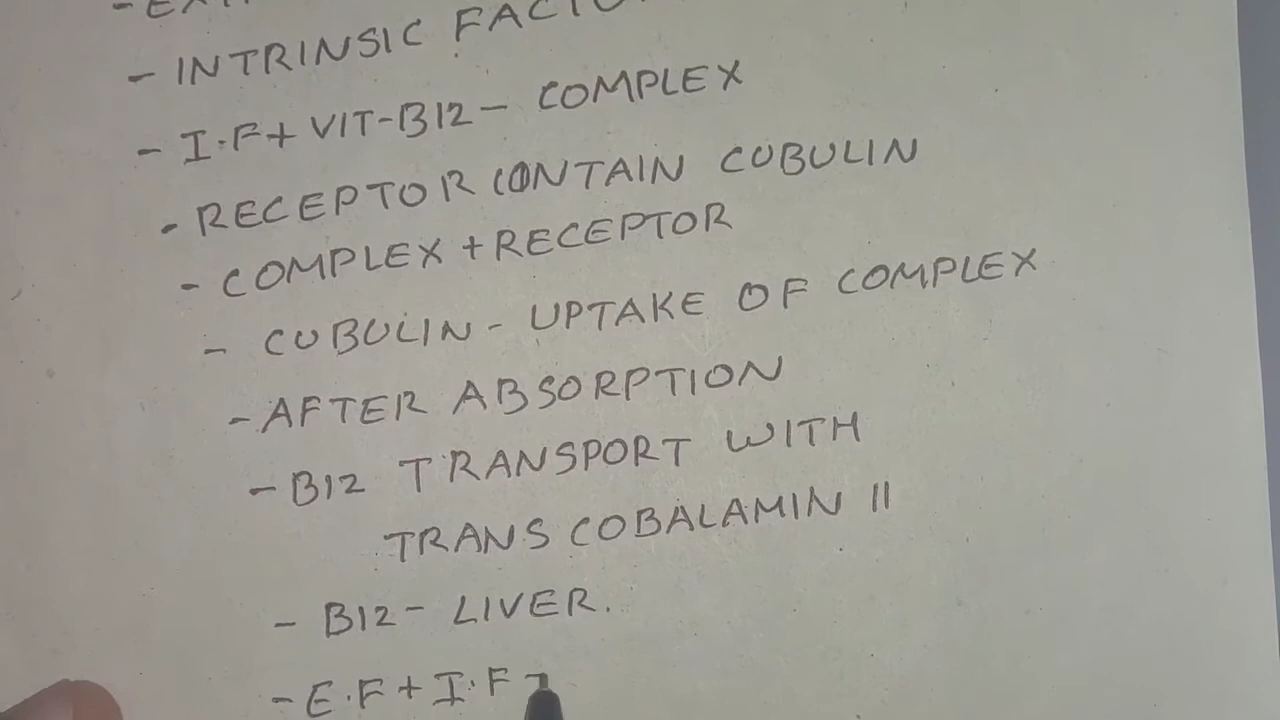 - INTRINSIC
- I.F+ VIT-B12 - COMPLEX
- RECEPTOR CONTAIN CUBULIN
- COMPLEX + RECEPTOR
- CUBULIN - UPTAKE OF COMPLEX
- AFTER ABSORPTION
- B12 TRANSPORT WITH
TRANS COBALAMIN II
- B12 - LIVER.
- E.F + I.F -